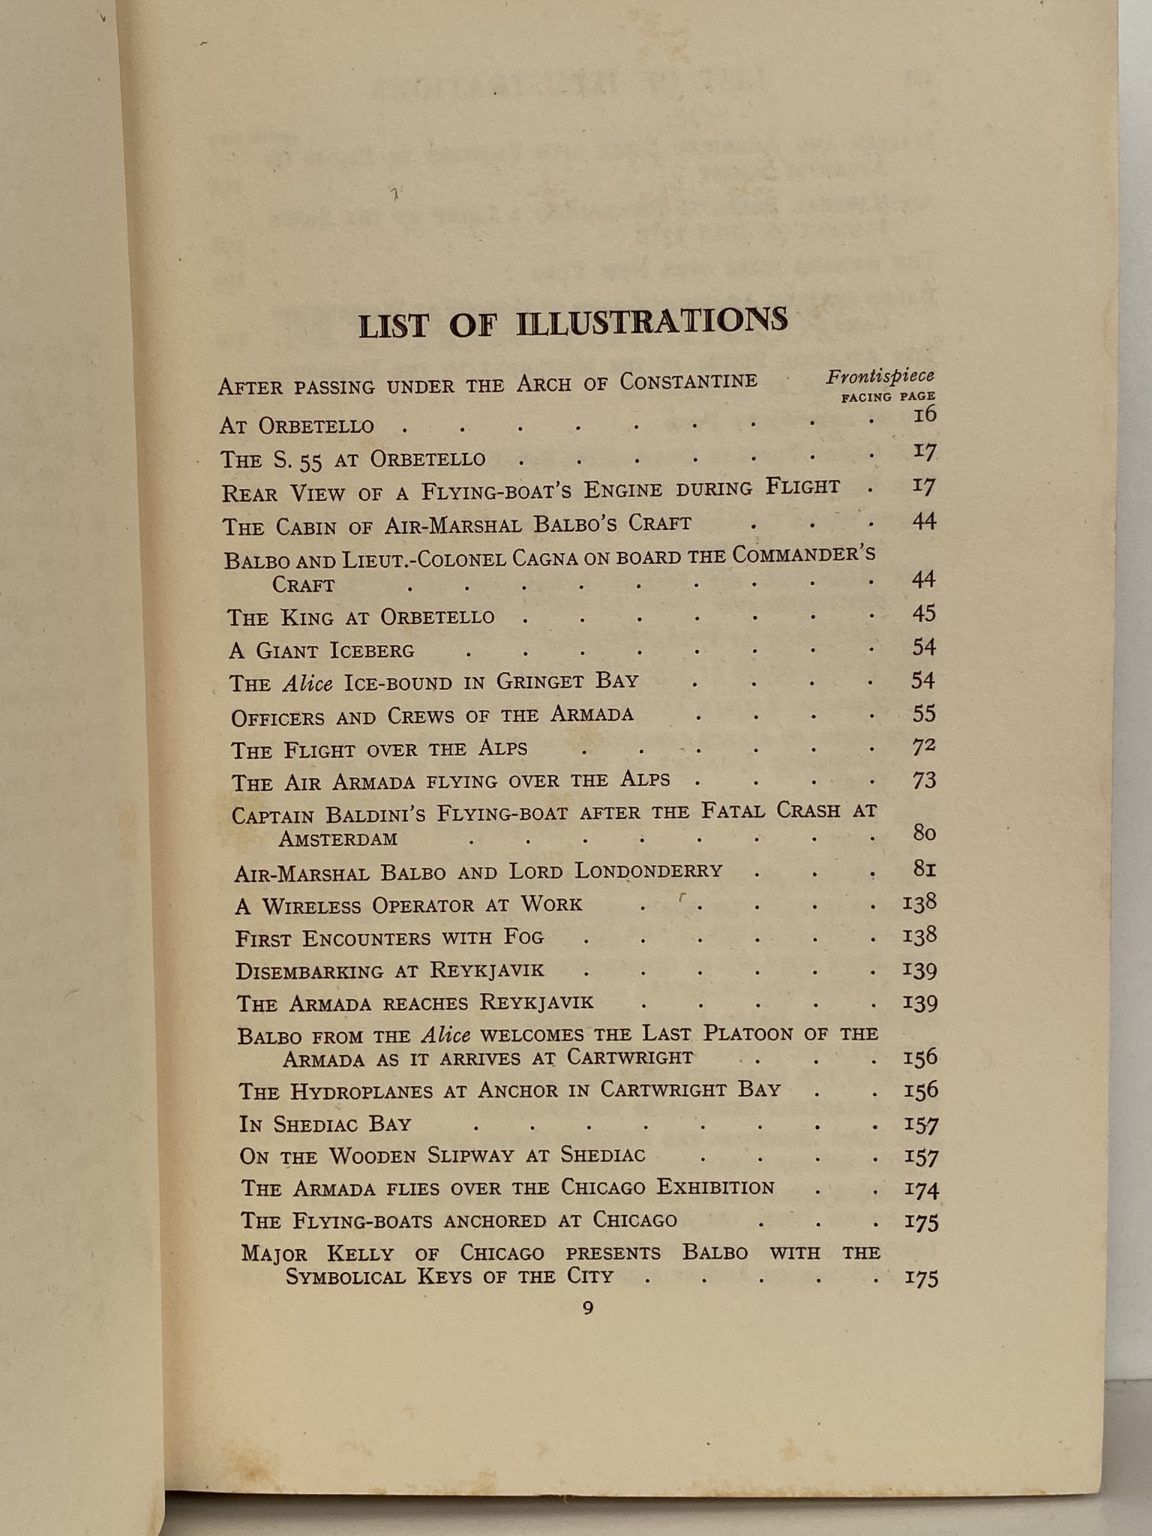 LIST OF ILLUSTRATIONS
AFTER PASSING UNDER THE ARCH OF CONSTANTINE . Frontispiece
FACING PAGE
AT ORBETELLO . . . . . . . . . 16
THE S. 55 AT ORBETELLO . . . . . . . 17
REAR VIEW OF A FLYING-BOAT'S ENGINE DURING FLIGHT . 17
THE CABIN OF AIR-MARSHAL BALBO'S CRAFT . . . 44
BALBO AND LIEUT.-COLONEL CAGNA ON BOARD THE COMMANDER'S
CRAFT . . . . . . . . . 44
THE KING AT ORBETELLO . . . . . . . 45
A GIANT ICEBERG . . . . . . . . 54
THE Alice ICE-BOUND IN GRINGET BAY . . . . 54
OFFICERS AND CREWS OF THE ARMADA . . . . 55
THE FLIGHT OVER THE ALPS . . . . . . 72
THE AIR ARMADA FLYING OVER THE ALPS . . . . 73
CAPTAIN BALDINI'S FLYING-BOAT AFTER THE FATAL CRASH AT
AMSTERDAM . . . . . . . . 80
AIR-MARSHAL BALBO AND LORD LONDONDERRY . . . 81
A WIRELESS OPERATOR AT WORK . . . . . 138
FIRST ENCOUNTERS WITH FOG . . . . . . 138
DISEMBARKING AT REYKJAVIK . . . . . . 139
THE ARMADA REACHES REYKJAVIK . . . . . 139
BALBO FROM THE Alice WELCOMES THE LAST PLATOON OF THE
ARMADA AS IT ARRIVES AT CARTWRIGHT . . . 156
THE HYDROPLANES AT ANCHOR IN CARTWRIGHT BAY . . 156
IN SHEDIAC BAY . . . . . . . . 157
ON THE WOODEN SLIPWAY AT SHEDIAC . . . . 157
THE ARMADA FLIES OVER THE CHICAGO EXHIBITION . . 174
THE FLYING-BOATS ANCHORED AT CHICAGO . . . 175
MAJOR KELLY OF CHICAGO PRESENTS BALBO WITH THE
SYMBOLICAL KEYS OF THE CITY . . . . . 175
9